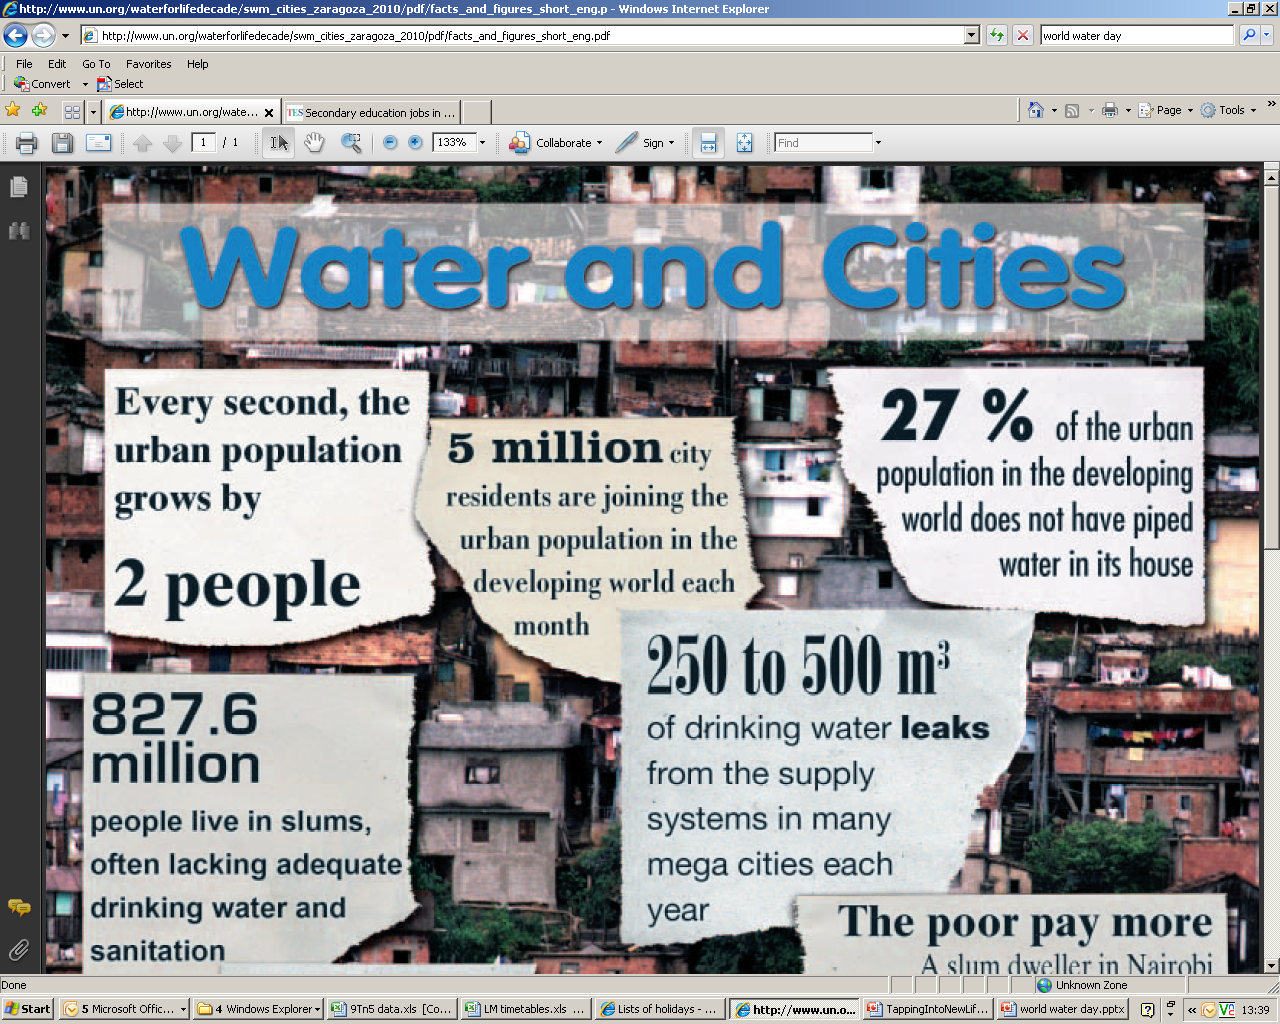 http://www.un.org/waterforlifedecade/swm_cities_zaragoza_2010/pdf/facts_and_figures_short_eng.p - Windows Internet Explorer
http://www.un.org/waterforlifedecade/swm_cities_zaragoza_2010/pdf/facts_and_figures_short_eng.pdf
world water day
File Edit Go To Favorites Help
Convert Select
http://www.un.org/wate... TES Secondary education jobs in ... Page Tools »
1 / 1 133% Collaborate Sign Find
Water and Cities
Every second, the
urban population
grows by
2 people
5 million city
residents are joining the
urban population in the
developing world each
month
27 % of the urban
population in the developing
world does not have piped
water in its house
827.6
million
people live in slums,
often lacking adequate
drinking water and
sanitation
250 to 500 m³
of drinking water leaks
from the supply
systems in many
mega cities each
year
The poor pay more
A slum dweller in Nairobi
Done Unknown Zone
Start 5 Microsoft Offic... 4 Windows Explorer 9Tn5 data.xls [Co... LM timetables.xls ... Lists of holidays - ... http://www.un.o... TappingIntoNewLif... world water day.pptx « 13:39